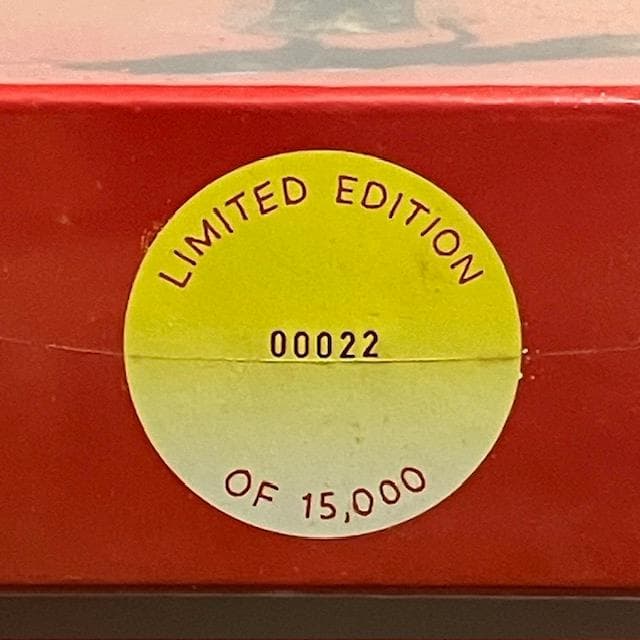 LIMITED EDITION
00022
OF 15,000